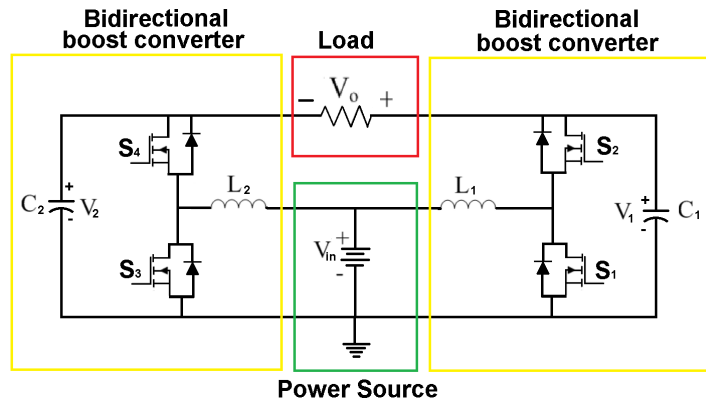 Bidirectional
boost converter
Load
Bidirectional
boost converter
− V₀ +
S₄
S₂
L₂
L₁
C₂
+
V₂
-
Vin
+
-
V₁
+
-
C₁
S₃
S₁
Power Source